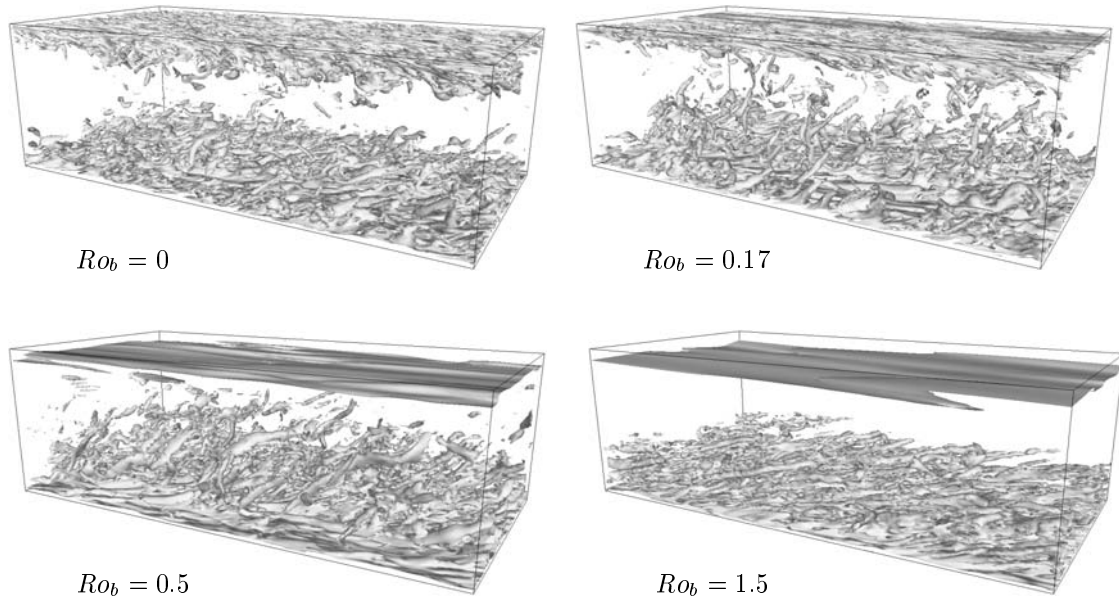 Ro_b = 0
Ro_b = 0.17
Ro_b = 0.5
Ro_b = 1.5